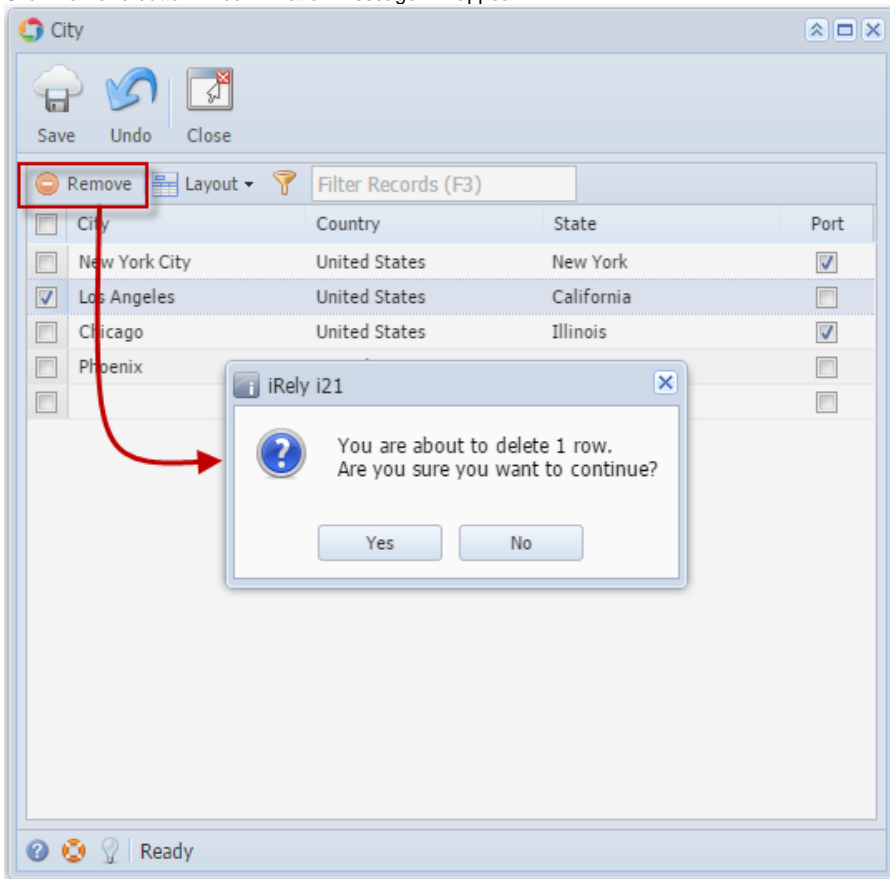 City
Save Undo Close
Remove Layout Filter Records (F3)
City Country State Port
New York City United States New York
Los Angeles United States California
Chicago United States Illinois
Phoenix
iRely i21
You are about to delete 1 row.
Are you sure you want to continue?
Yes No
Ready